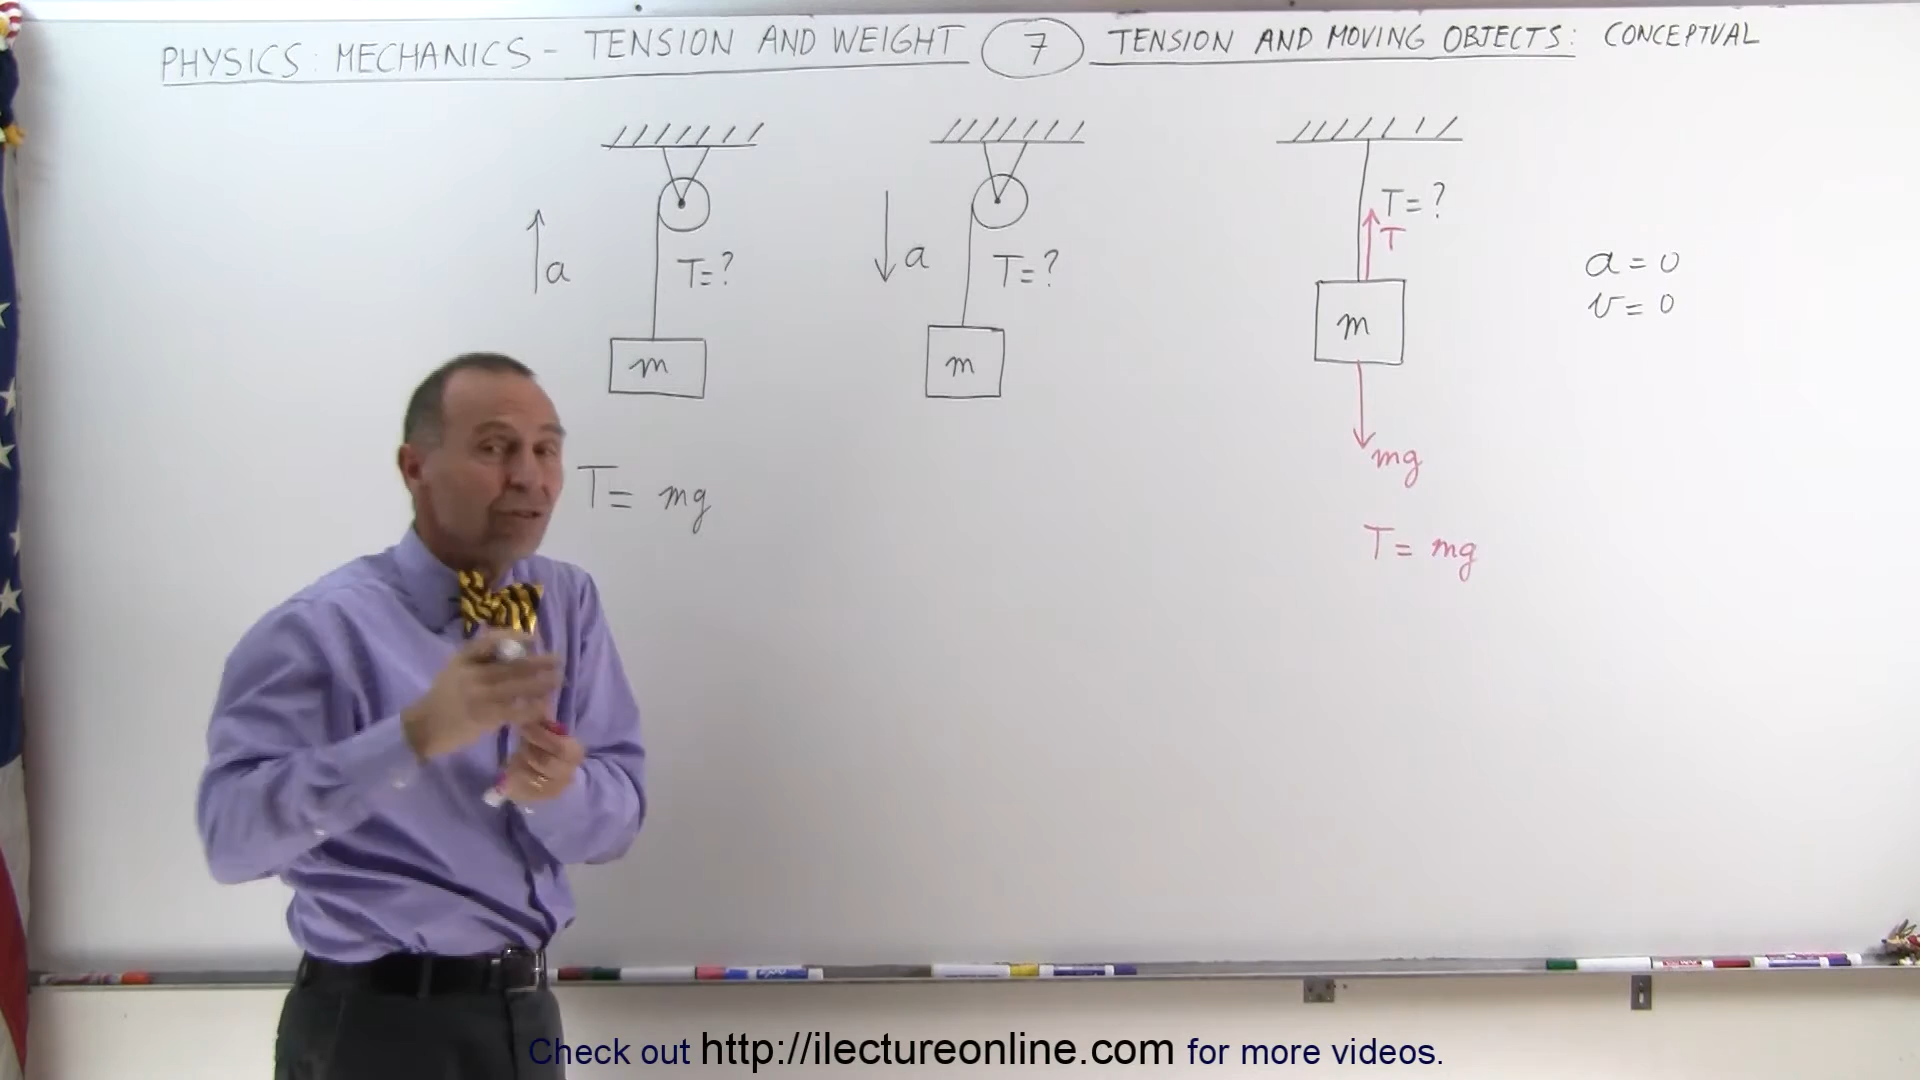 PHYSICS: MECHANICS - TENSION AND WEIGHT 7 TENSION AND MOVING OBJECTS: CONCEPTUAL
a
T=?
m
T= mg
a
T=?
m
T=?
T
m
mg
T= mg
a=0
v=0
Check out http://ilectureonline.com for more videos.